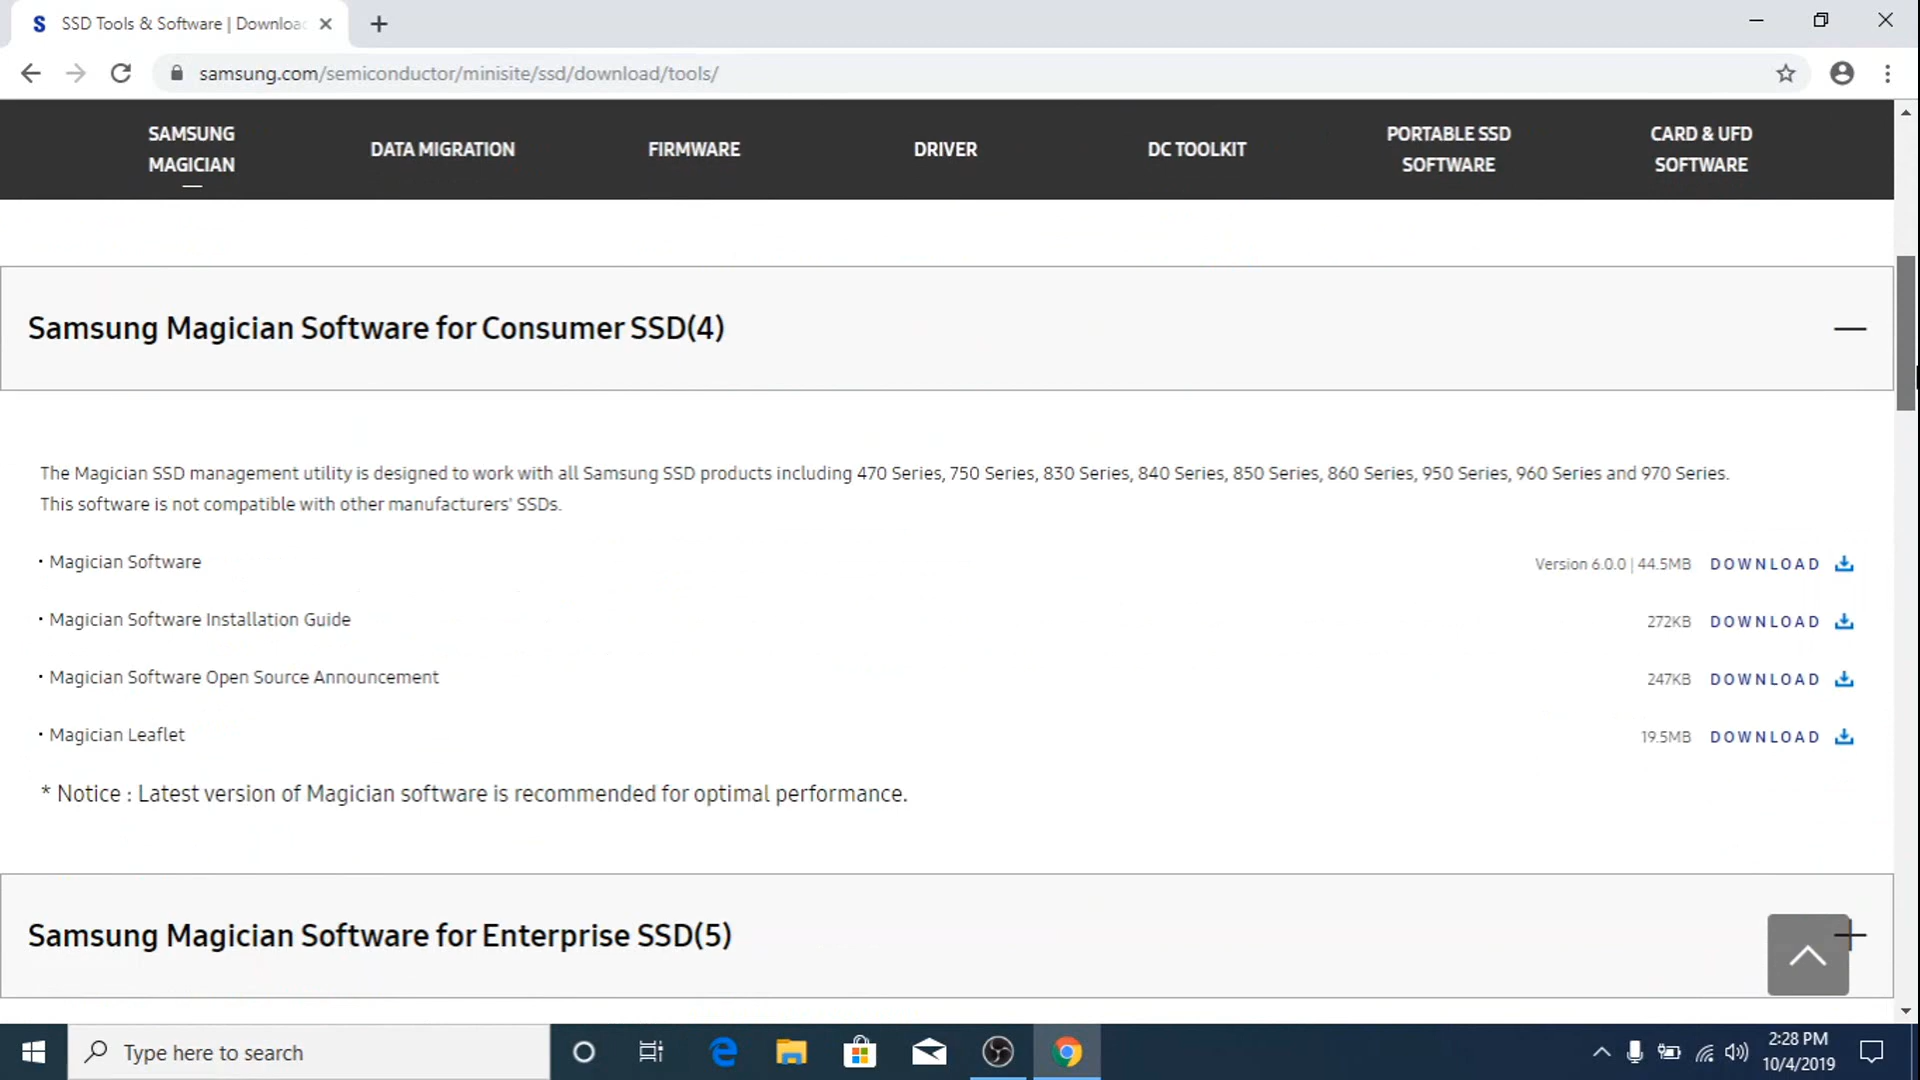 S SSD Tools & Software | Downloa
samsung.com/semiconductor/minisite/ssd/download/tools/
SAMSUNG
MAGICIAN
DATA MIGRATION
FIRMWARE
DRIVER
DC TOOLKIT
PORTABLE SSD
SOFTWARE
CARD & UFD
SOFTWARE
Samsung Magician Software for Consumer SSD(4)
The Magician SSD management utility is designed to work with all Samsung SSD products including 470 Series, 750 Series, 830 Series, 840 Series, 850 Series, 860 Series, 950 Series, 960 Series and 970 Series.
This software is not compatible with other manufacturers' SSDs.
· Magician Software Version 6.0.0 | 44.5MB DOWNLOAD
· Magician Software Installation Guide 272KB DOWNLOAD
· Magician Software Open Source Announcement 247KB DOWNLOAD
· Magician Leaflet 19.5MB DOWNLOAD
* Notice : Latest version of Magician software is recommended for optimal performance.
Samsung Magician Software for Enterprise SSD(5)
Type here to search
2:28 PM
10/4/2019